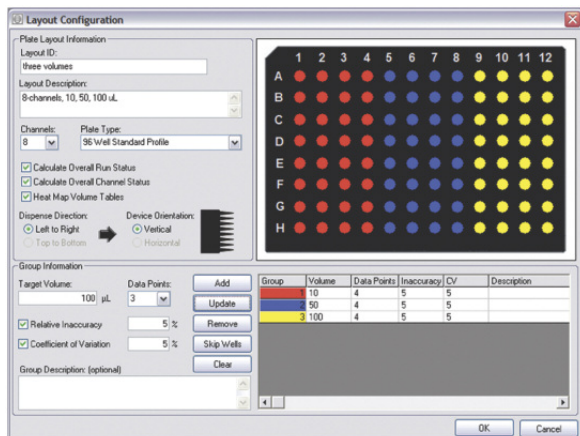 Layout Configuration
Plate Layout Information
Layout ID:
three volumes
Layout Description:
8-channels, 10, 50, 100 uL
Channels: Plate Type:
8 96 Well Standard Profile
Calculate Overall Run Status
Calculate Overall Channel Status
Heat Map Volume Tables
Dispense Direction: Device Orientation:
Left to Right Vertical
Top to Bottom Horizontal
1 2 3 4 5 6 7 8 9 10 11 12
A
B
C
D
E
F
G
H
Group Information
Target Volume: Data Points:
100 µL 3
Relative Inaccuracy 5 %
Coefficient of Variation 5 %
Group Description: (optional)
Add
Update
Remove
Skip Wells
Clear
Group Volume Data Points Inaccuracy CV Description
1 10 4 5 5
2 50 4 5 5
3 100 4 5 5
OK Cancel